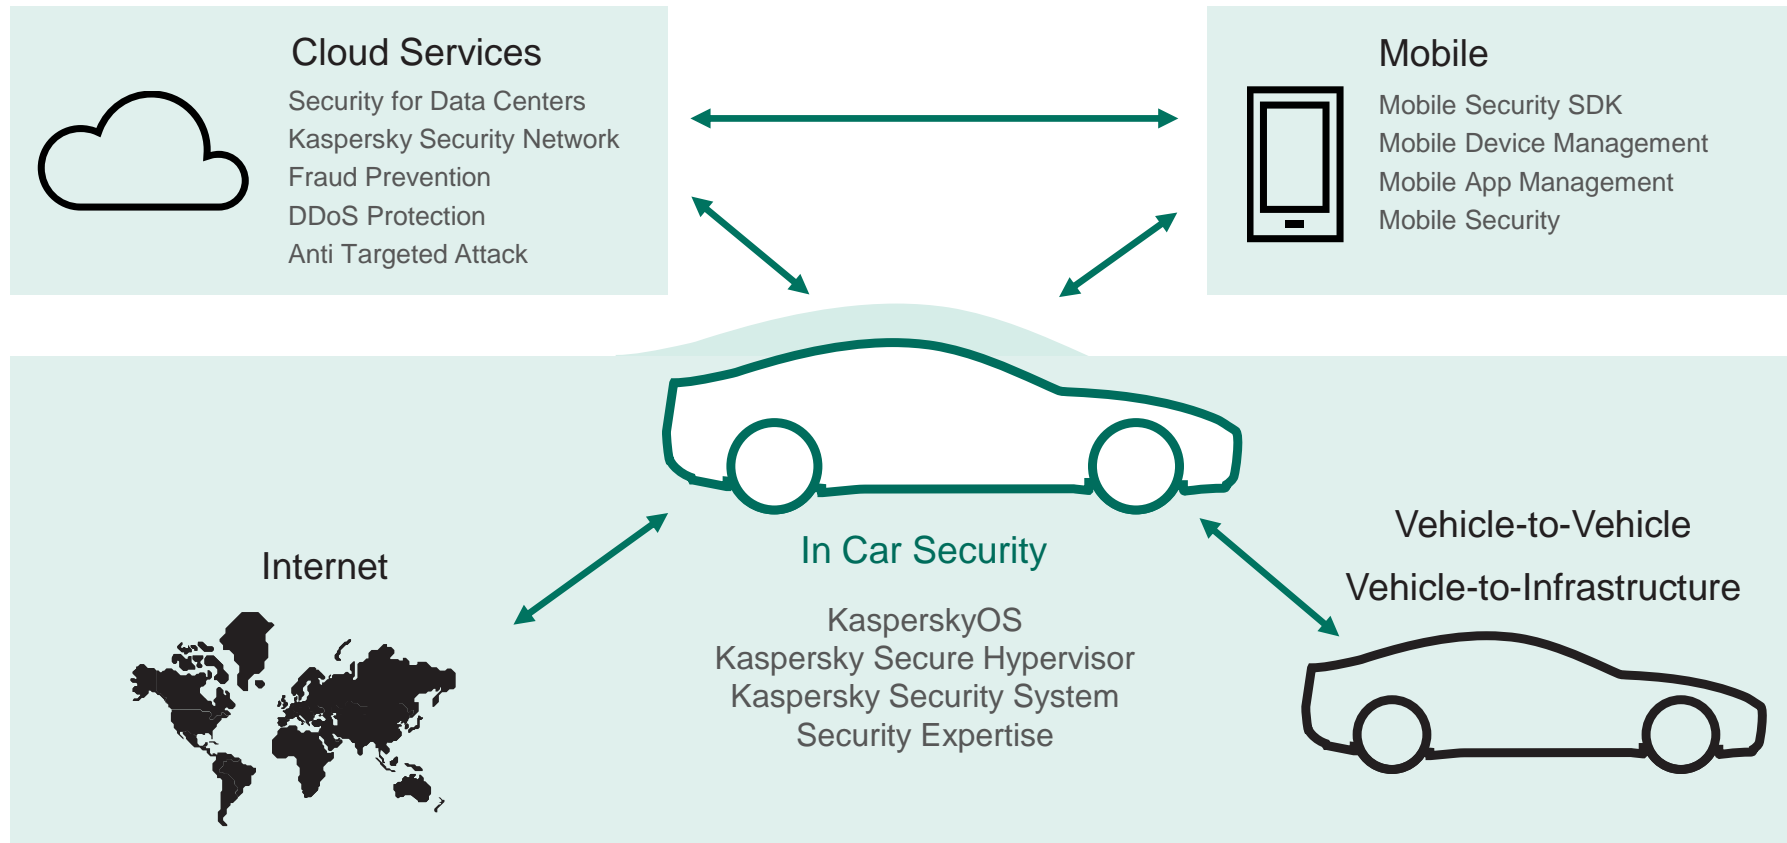 Cloud Services
Security for Data Centers
Kaspersky Security Network
Fraud Prevention
DDoS Protection
Anti Targeted Attack
Mobile
Mobile Security SDK
Mobile Device Management
Mobile App Management
Mobile Security
Internet
In Car Security
KasperskyOS
Kaspersky Secure Hypervisor
Kaspersky Security System
Security Expertise
Vehicle-to-Vehicle
Vehicle-to-Infrastructure